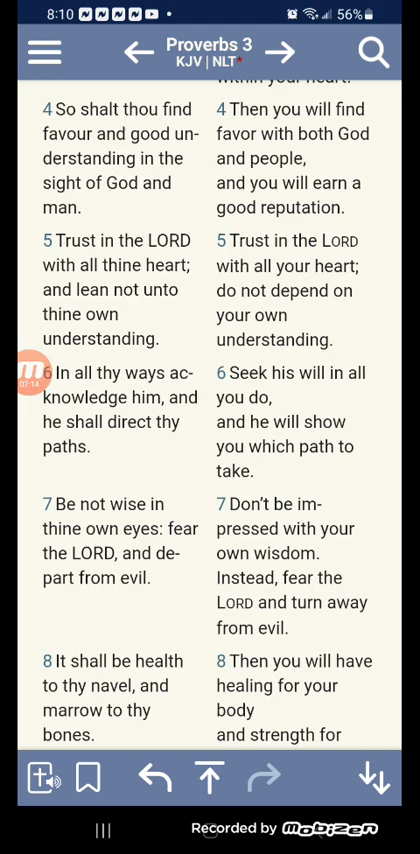 8:10
56%
Proverbs 3
KJV | NLT*
4 So shalt thou find
favour and good un-
derstanding in the
sight of God and
man.
5 Trust in the LORD
with all thine heart;
and lean not unto
thine own
understanding.
6 In all thy ways ac-
knowledge him, and
he shall direct thy
paths.
7 Be not wise in
thine own eyes: fear
the LORD, and de-
part from evil.
8 It shall be health
to thy navel, and
marrow to thy
bones.
within your heart.
4 Then you will find
favor with both God
and people,
and you will earn a
good reputation.
5 Trust in the LORD
with all your heart;
do not depend on
your own
understanding.
6 Seek his will in all
you do,
and he will show
you which path to
take.
7 Don't be im-
pressed with your
own wisdom.
Instead, fear the
LORD and turn away
from evil.
8 Then you will have
healing for your
body
and strength for
07:14
Recorded by mobizen